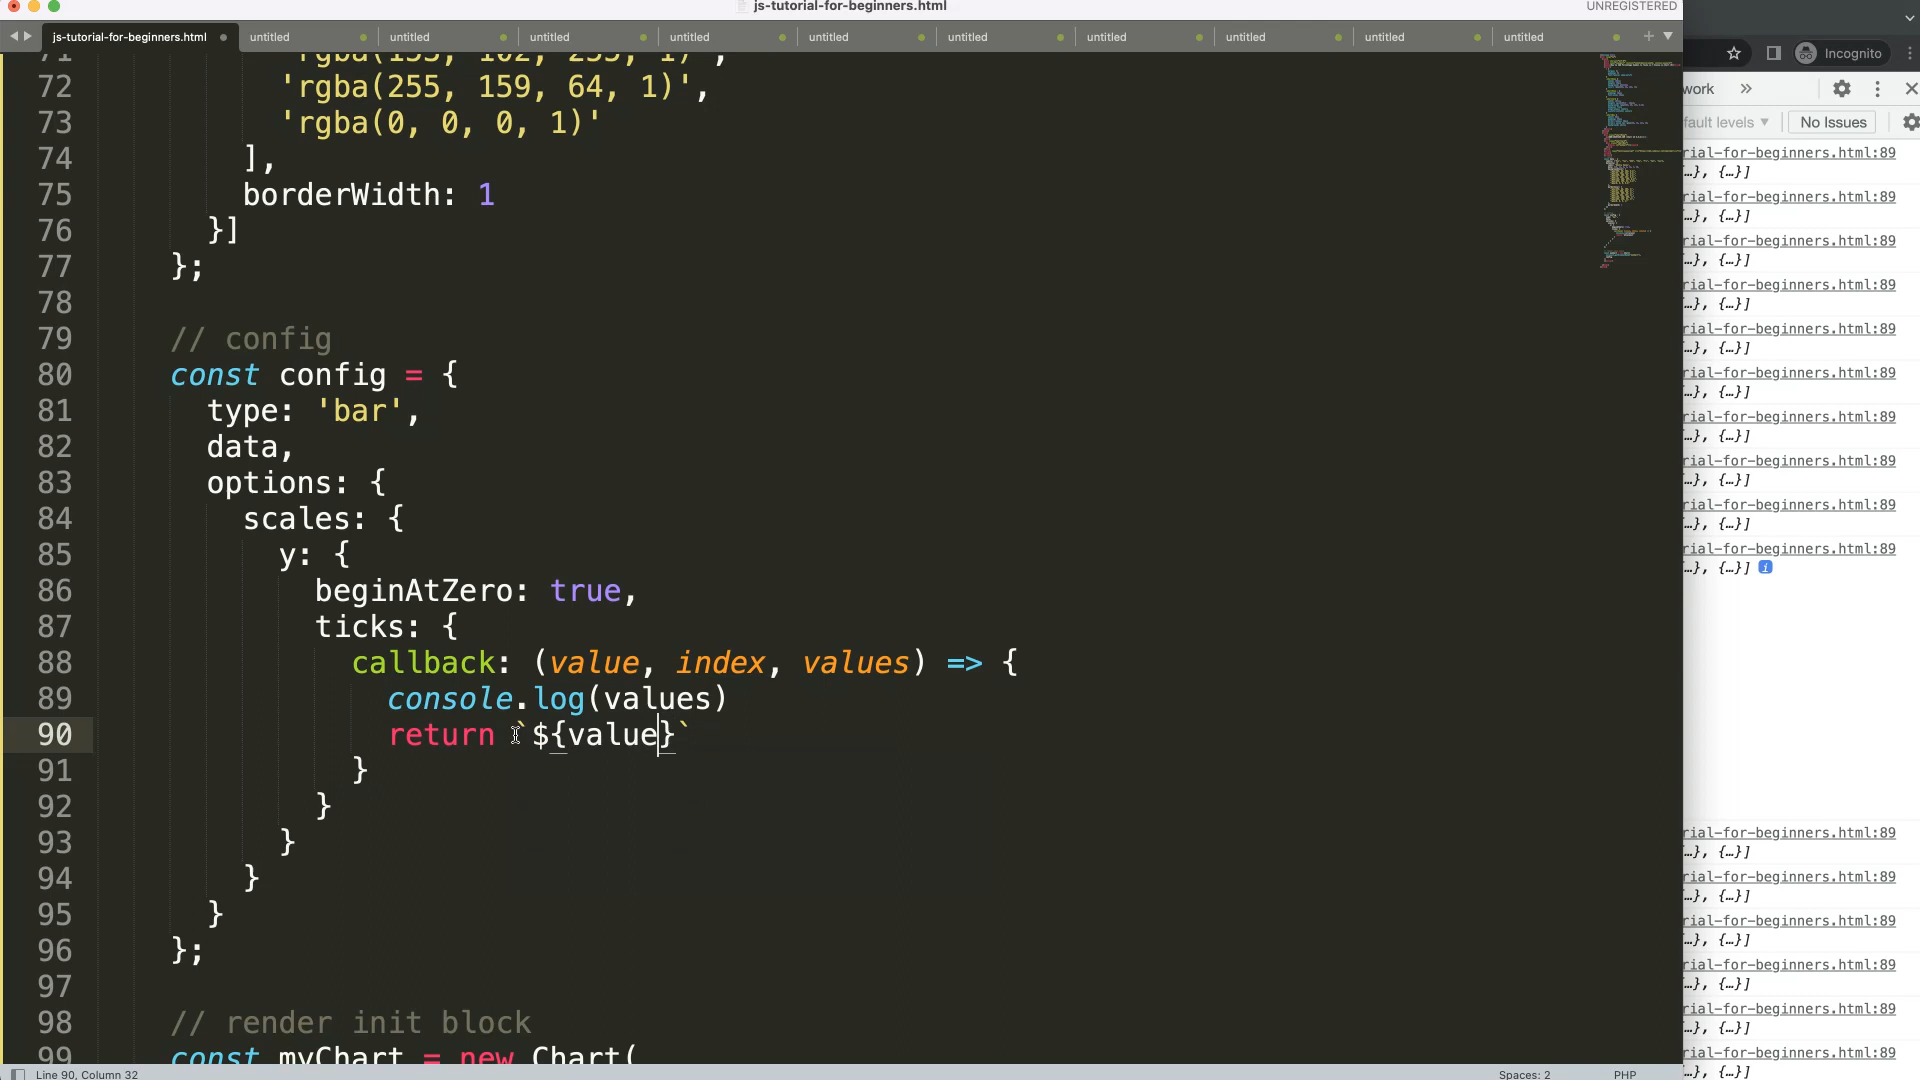 js-tutorial-for-beginners.html
UNREGISTERED
js-tutorial-for-beginners.html untitled untitled untitled untitled untitled untitled untitled untitled untitled untitled
Incognito
work
fault levels
No Issues
72 'rgba(255, 159, 64, 1)',
73 'rgba(0, 0, 0, 1)'
74 ],
75 borderWidth: 1
76 }]
77 };
78
79 // config
80 const config = {
81 type: 'bar',
82 data,
83 options: {
84 scales: {
85 y: {
86 beginAtZero: true,
87 ticks: {
88 callback: (value, index, values) => {
89 console.log(values)
90 return `${value}`
91 }
92 }
93 }
94 }
95 }
96 };
97
98 // render init block
99 const myChart = new Chart(
rial-for-beginners.html:89
…}, {…}]
rial-for-beginners.html:89
…}, {…}]
rial-for-beginners.html:89
…}, {…}]
rial-for-beginners.html:89
…}, {…}]
rial-for-beginners.html:89
…}, {…}]
rial-for-beginners.html:89
…}, {…}]
rial-for-beginners.html:89
…}, {…}]
rial-for-beginners.html:89
…}, {…}]
rial-for-beginners.html:89
…}, {…}]
rial-for-beginners.html:89
…}, {…}] i
rial-for-beginners.html:89
…}, {…}]
rial-for-beginners.html:89
…}, {…}]
rial-for-beginners.html:89
…}, {…}]
rial-for-beginners.html:89
…}, {…}]
rial-for-beginners.html:89
…}, {…}]
rial-for-beginners.html:89
…}, {…}]
Line 90, Column 32
Spaces: 2
PHP